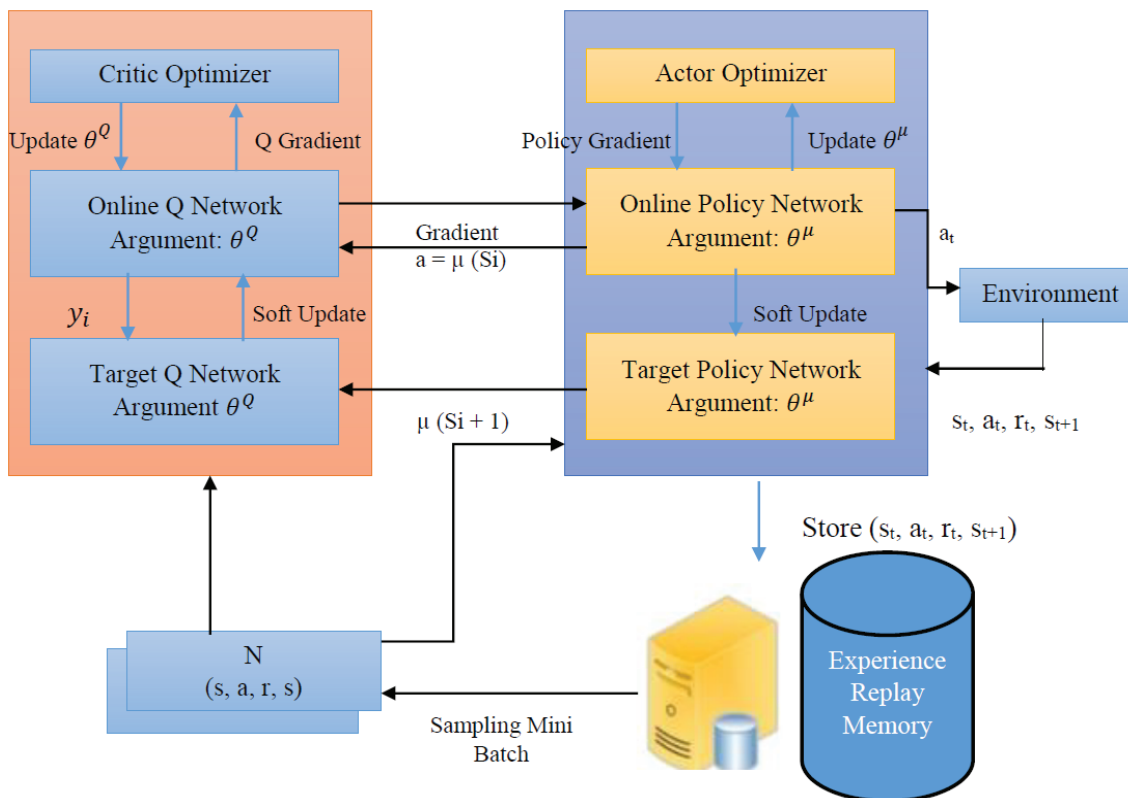 Critic Optimizer
Update θ^Q
Q Gradient
Online Q Network
Argument: θ^Q
y_i
Soft Update
Target Q Network
Argument θ^Q
Gradient
a = μ (Si)
μ (Si + 1)
Actor Optimizer
Policy Gradient
Update θ^μ
Online Policy Network
Argument: θ^μ
Soft Update
Target Policy Network
Argument: θ^μ
a_t
Environment
s_t, a_t, r_t, s_{t+1}
Store (s_t, a_t, r_t, s_{t+1})
Experience
Replay
Memory
N
(s, a, r, s)
Sampling Mini
Batch